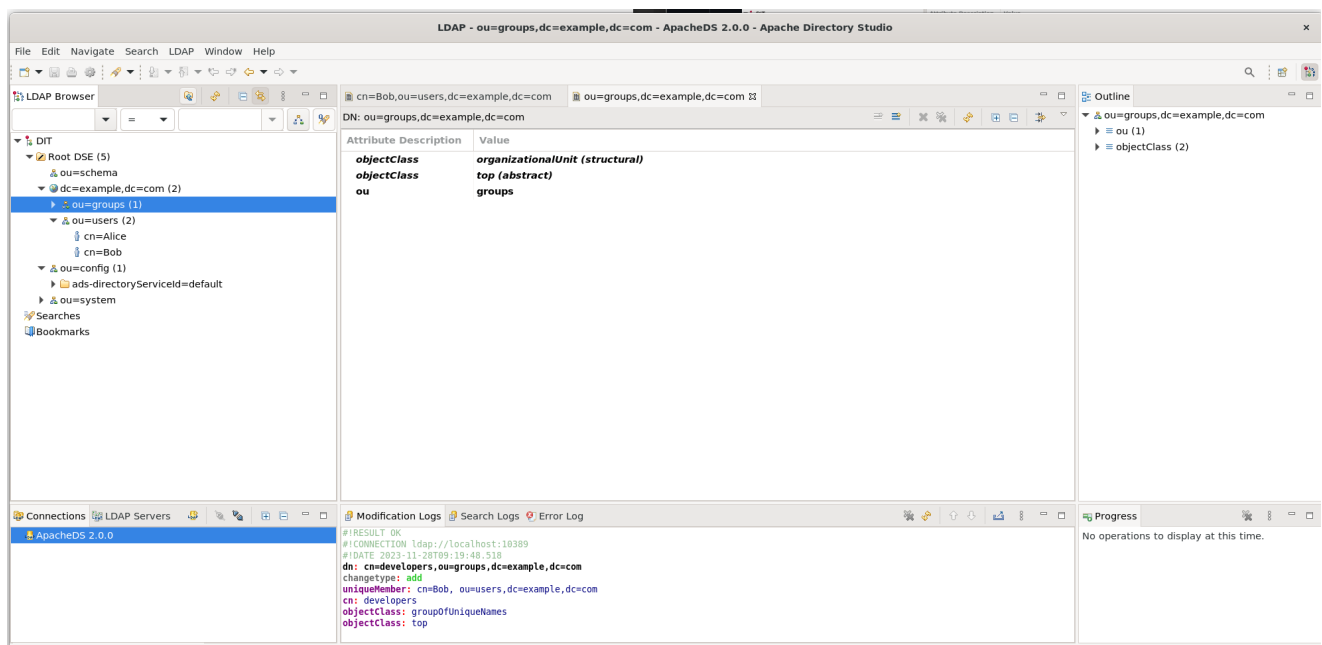 LDAP - ou=groups,dc=example,dc=com - ApacheDS 2.0.0 - Apache Directory Studio
File Edit Navigate Search LDAP Window Help
LDAP Browser
=
DIT
Root DSE (5)
ou=schema
dc=example,dc=com (2)
ou=groups (1)
ou=users (2)
cn=Alice
cn=Bob
ou=config (1)
ads-directoryServiceId=default
ou=system
Searches
Bookmarks
cn=Bob,ou=users,dc=example,dc=com ou=groups,dc=example,dc=com
DN: ou=groups,dc=example,dc=com
Attribute Description Value
objectClass organizationalUnit (structural)
objectClass top (abstract)
ou groups
Outline
ou=groups,dc=example,dc=com
ou (1)
objectClass (2)
Connections LDAP Servers
ApacheDS 2.0.0
Modification Logs Search Logs Error Log
#!RESULT OK
#!CONNECTION ldap://localhost:10389
#!DATE 2023-11-28T09:19:48.518
dn: cn=developers,ou=groups,dc=example,dc=com
changetype: add
uniqueMember: cn=Bob, ou=users,dc=example,dc=com
cn: developers
objectClass: groupOfUniqueNames
objectClass: top
Progress
No operations to display at this time.